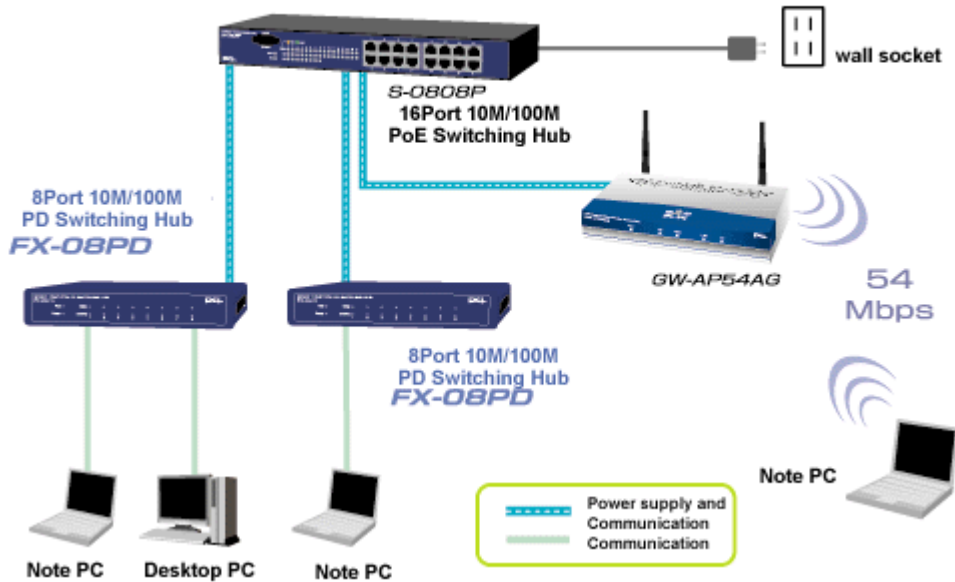 wall socket
S-0808P
16Port 10M/100M
PoE Switching Hub
8Port 10M/100M
PD Switching Hub
FX-08PD
GW-AP54AG
54
Mbps
8Port 10M/100M
PD Switching Hub
FX-08PD
Note PC
Power supply and
Communication
Communication
Note PC
Desktop PC
Note PC